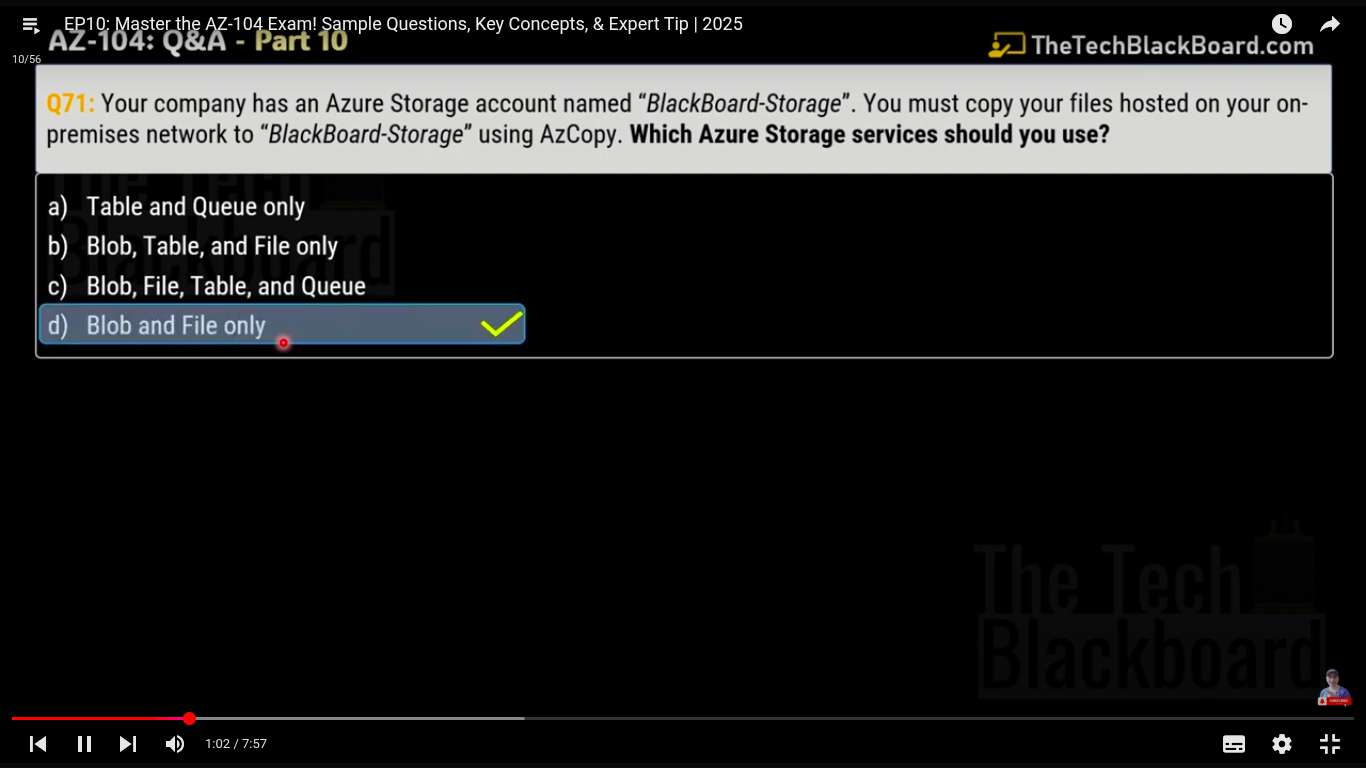 EP10: Master the AZ-104 Exam! Sample Questions, Key Concepts, & Expert Tip | 2025
10/56
AZ-104: Q&A - Part 10
TheTechBlackBoard.com
Q71: Your company has an Azure Storage account named “BlackBoard-Storage”. You must copy your files hosted on your on-
premises network to “BlackBoard-Storage” using AzCopy. Which Azure Storage services should you use?
The Tech
Blackboard
a) Table and Queue only
b) Blob, Table, and File only
c) Blob, File, Table, and Queue
d) Blob and File only
The Tech
Blackboard
1:02 / 7:57